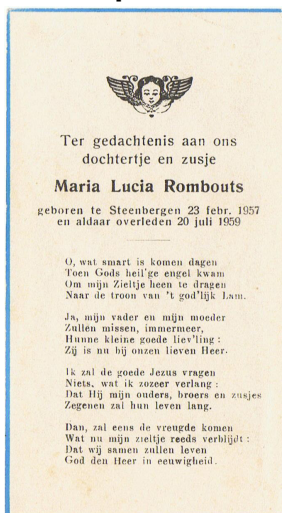 Ter gedachtenis aan ons
dochtertje en zusje
Maria Lucia Rombouts
geboren te Steenbergen 23 febr. 1957
en aldaar overleden 20 juli 1959
O, wat smart is komen dagen
Toen Gods heil'ge engel kwam
Om mijn Zieltje heen te dragen
Naar de troon van 't god'lijk Lam.
Ja, mijn vader en mijn moeder
Zullen missen, immermeer,
Hunne kleine goede liev'ling :
Zij is nu bij onzen lieven Heer.
Ik zal de goede Jezus vragen
Niets, wat ik zozeer verlang :
Dat Hij mijn ouders, broers en zusjes
Zegenen zal hun leven lang.
Dan, zal eens de vreugde komen
Wat nu mijn zieltje reeds verblijdt :
Dat wij samen zullen leven
God den Heer in eeuwigheid.